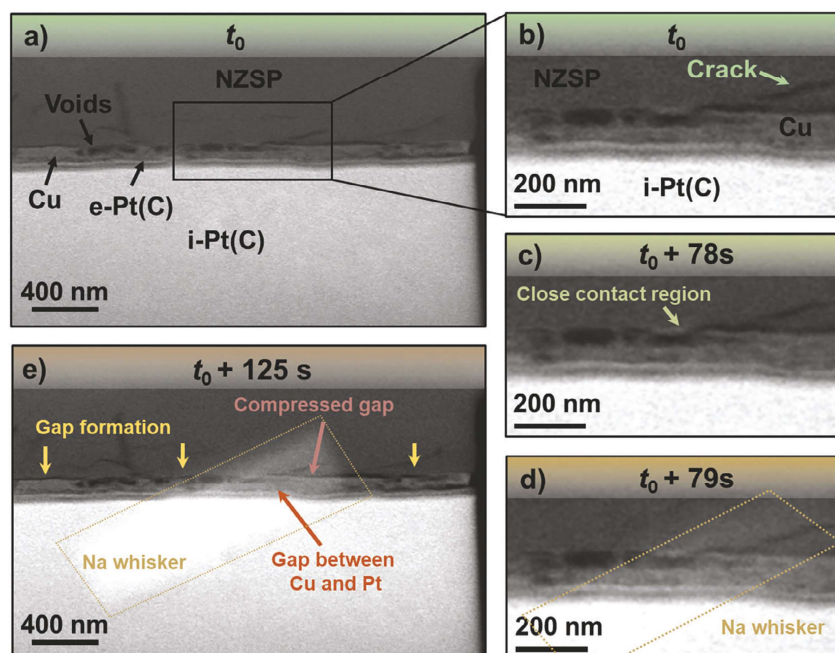 a)
t0
NZSP
Voids
Cu
e-Pt(C)
i-Pt(C)
400 nm
b)
t0
NZSP
Crack
Cu
i-Pt(C)
200 nm
c)
t0 + 78s
Close contact region
200 nm
d)
t0 + 79s
Na whisker
200 nm
e)
t0 + 125 s
Compressed gap
Gap formation
Na whisker
Gap between
Cu and Pt
400 nm